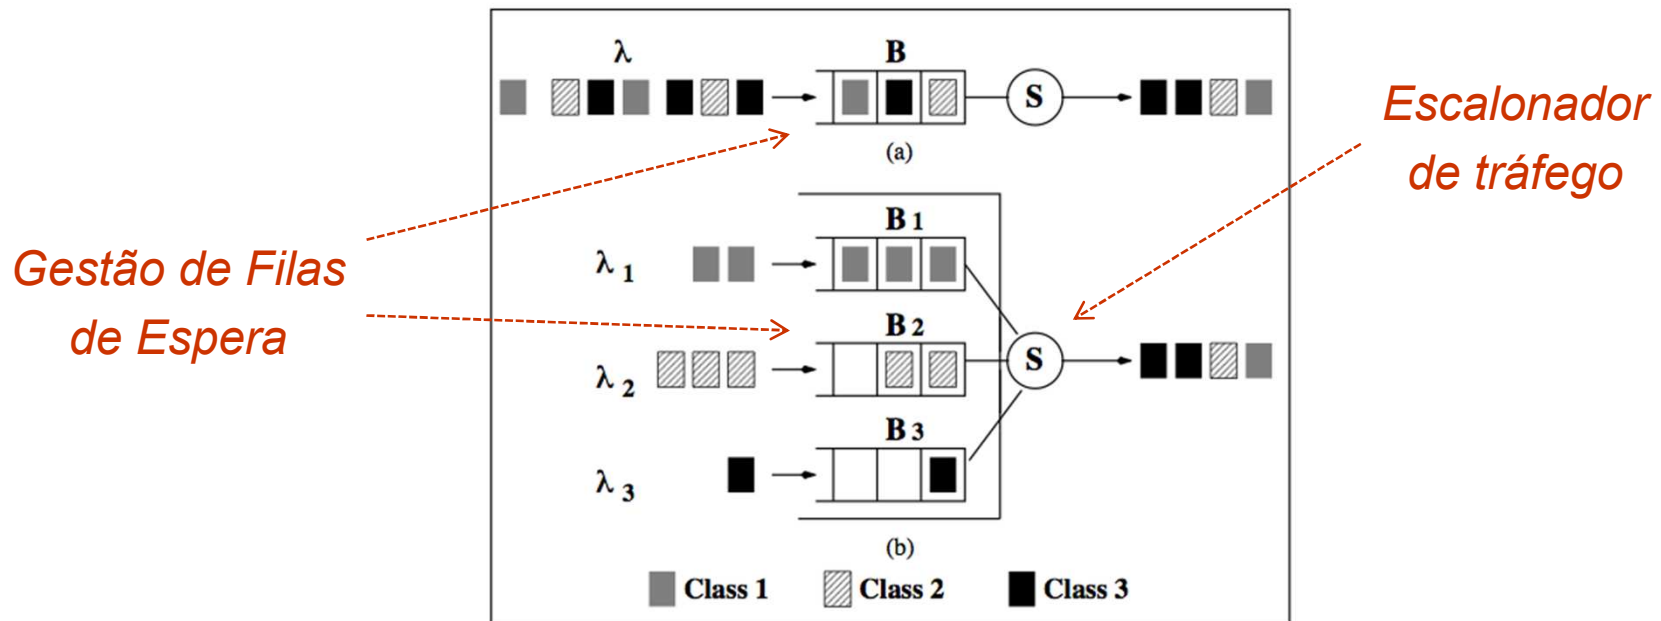 λ
B
S
(a)
Escalonador
de tráfego
Gestão de Filas
de Espera
B 1
λ 1
B 2
λ 2
S
B 3
λ 3
(b)
Class 1
Class 2
Class 3